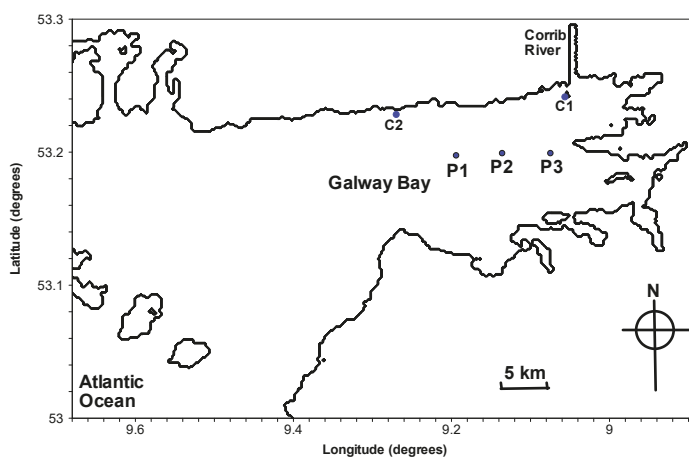 53.3
53.2
53.1
53
Latitude (degrees)
Corrib
River
C1
C2
P1
P2
P3
Galway Bay
N
5 km
Atlantic
Ocean
9.6
9.4
9.2
9
Longitude (degrees)